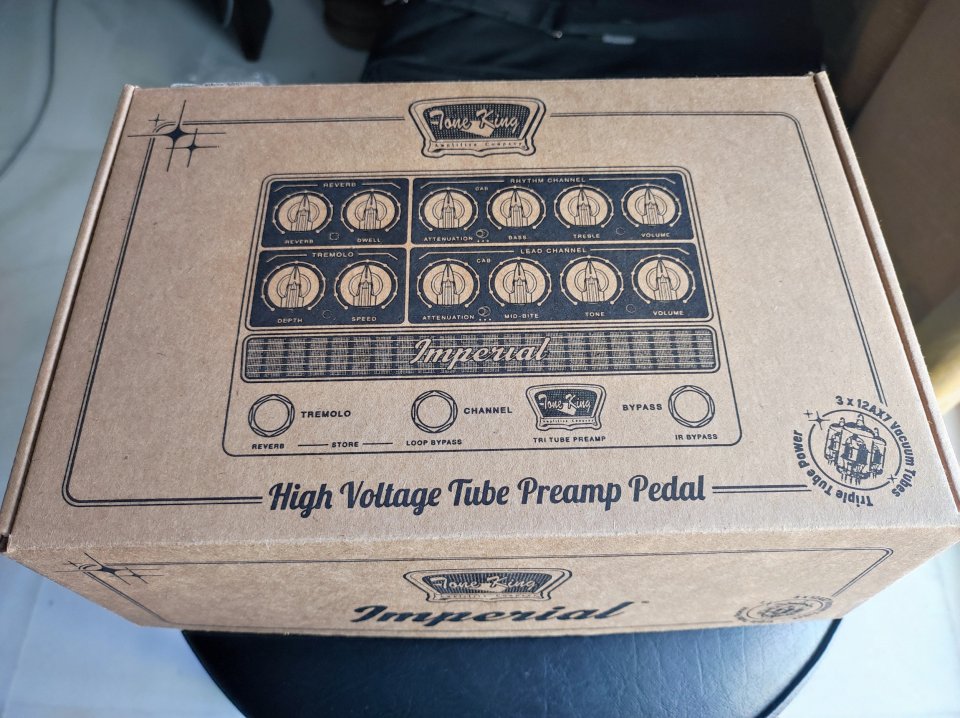 Tone King
Amplifier Company
REVERB
RHYTHM CHANNEL
CAB
REVERB DWELL
ATTENUATION BASS TREBLE VOLUME
TREMOLO
LEAD CHANNEL
CAB
DEPTH SPEED
ATTENUATION MID-BITE TONE VOLUME
Imperial
TREMOLO
CHANNEL
Tone King
BYPASS
REVERB
STORE
LOOP BYPASS
TRI TUBE PREAMP
IR BYPASS
3 x 12AX7 Vacuum Tubes
Triple Tube Power
High Voltage Tube Preamp Pedal
Tone King
Imperial